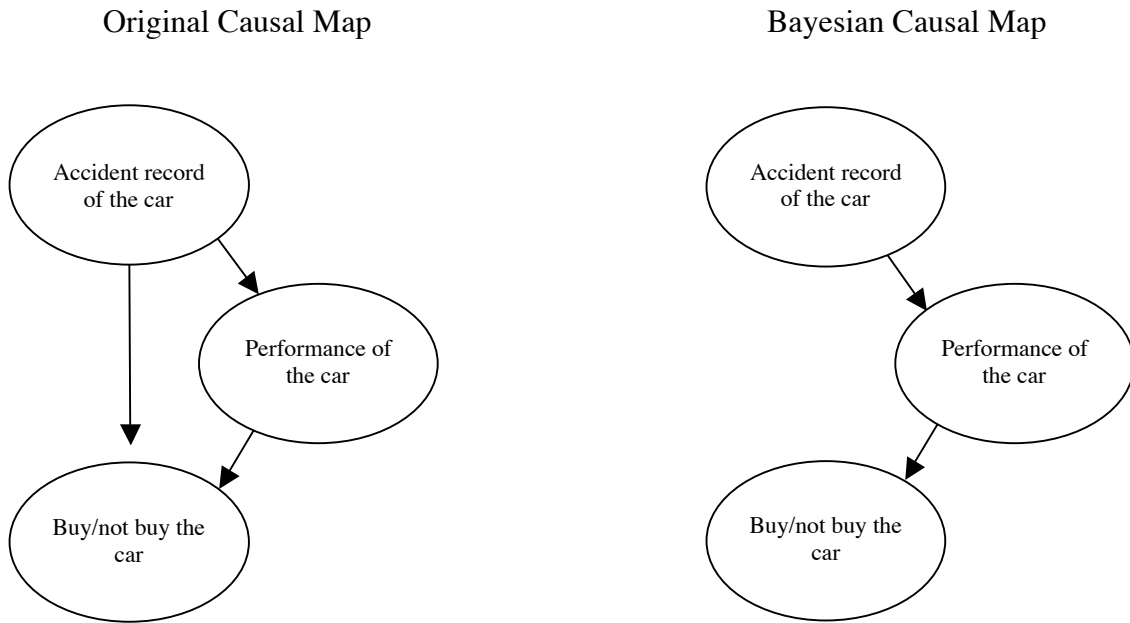 Original Causal Map
Bayesian Causal Map
Accident record
of the car
Accident record
of the car
Performance of
the car
Performance of
the car
Buy/not buy the
car
Buy/not buy the
car